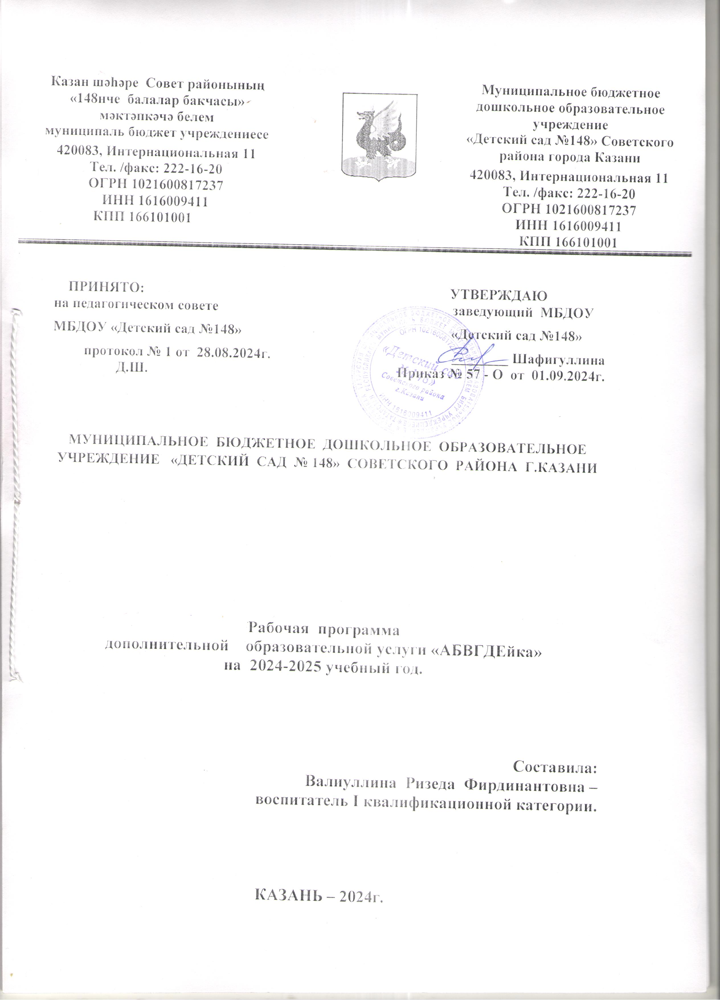 Казан шәһәре Совет районының
«148нче балалар бакчасы»
мәктәпкәчә белем
муниципаль бюджет учреждениесе
420083, Интернациональная 11
Тел. /факс: 222-16-20
ОГРН 1021600817237
ИНН 1616009411
КПП 166101001
Муниципальное бюджетное
дошкольное образовательное
учреждение
«Детский сад №148» Советского
района города Казани
420083, Интернациональная 11
Тел. /факс: 222-16-20
ОГРН 1021600817237
ИНН 1616009411
КПП 166101001
ПРИНЯТО:
на педагогическом совете
МБДОУ «Детский сад №148»
протокол № 1 от 28.08.2024г.
Д.Ш.
УТВЕРЖДАЮ
заведующий МБДОУ
«Детский сад №148»
_________ Шафигуллина
Приказ № 57 - О от 01.09.2024г.
ОГРН 1021600817237
«Детский сад
№148»
Советского района
г.Казани
ИНН 1616009411
МУНИЦИПАЛЬНОЕ БЮДЖЕТНОЕ ДОШКОЛЬНОЕ ОБРАЗОВАТЕЛЬНОЕ
УЧРЕЖДЕНИЕ «ДЕТСКИЙ САД № 148» СОВЕТСКОГО РАЙОНА Г.КАЗАНИ
Рабочая программа
дополнительной образовательной услуги «АБВГДЕйка»
на 2024-2025 учебный год.
Составила:
Валиуллина Ризеда Фирдинантовна –
воспитатель I квалификационной категории.
КАЗАНЬ – 2024г.